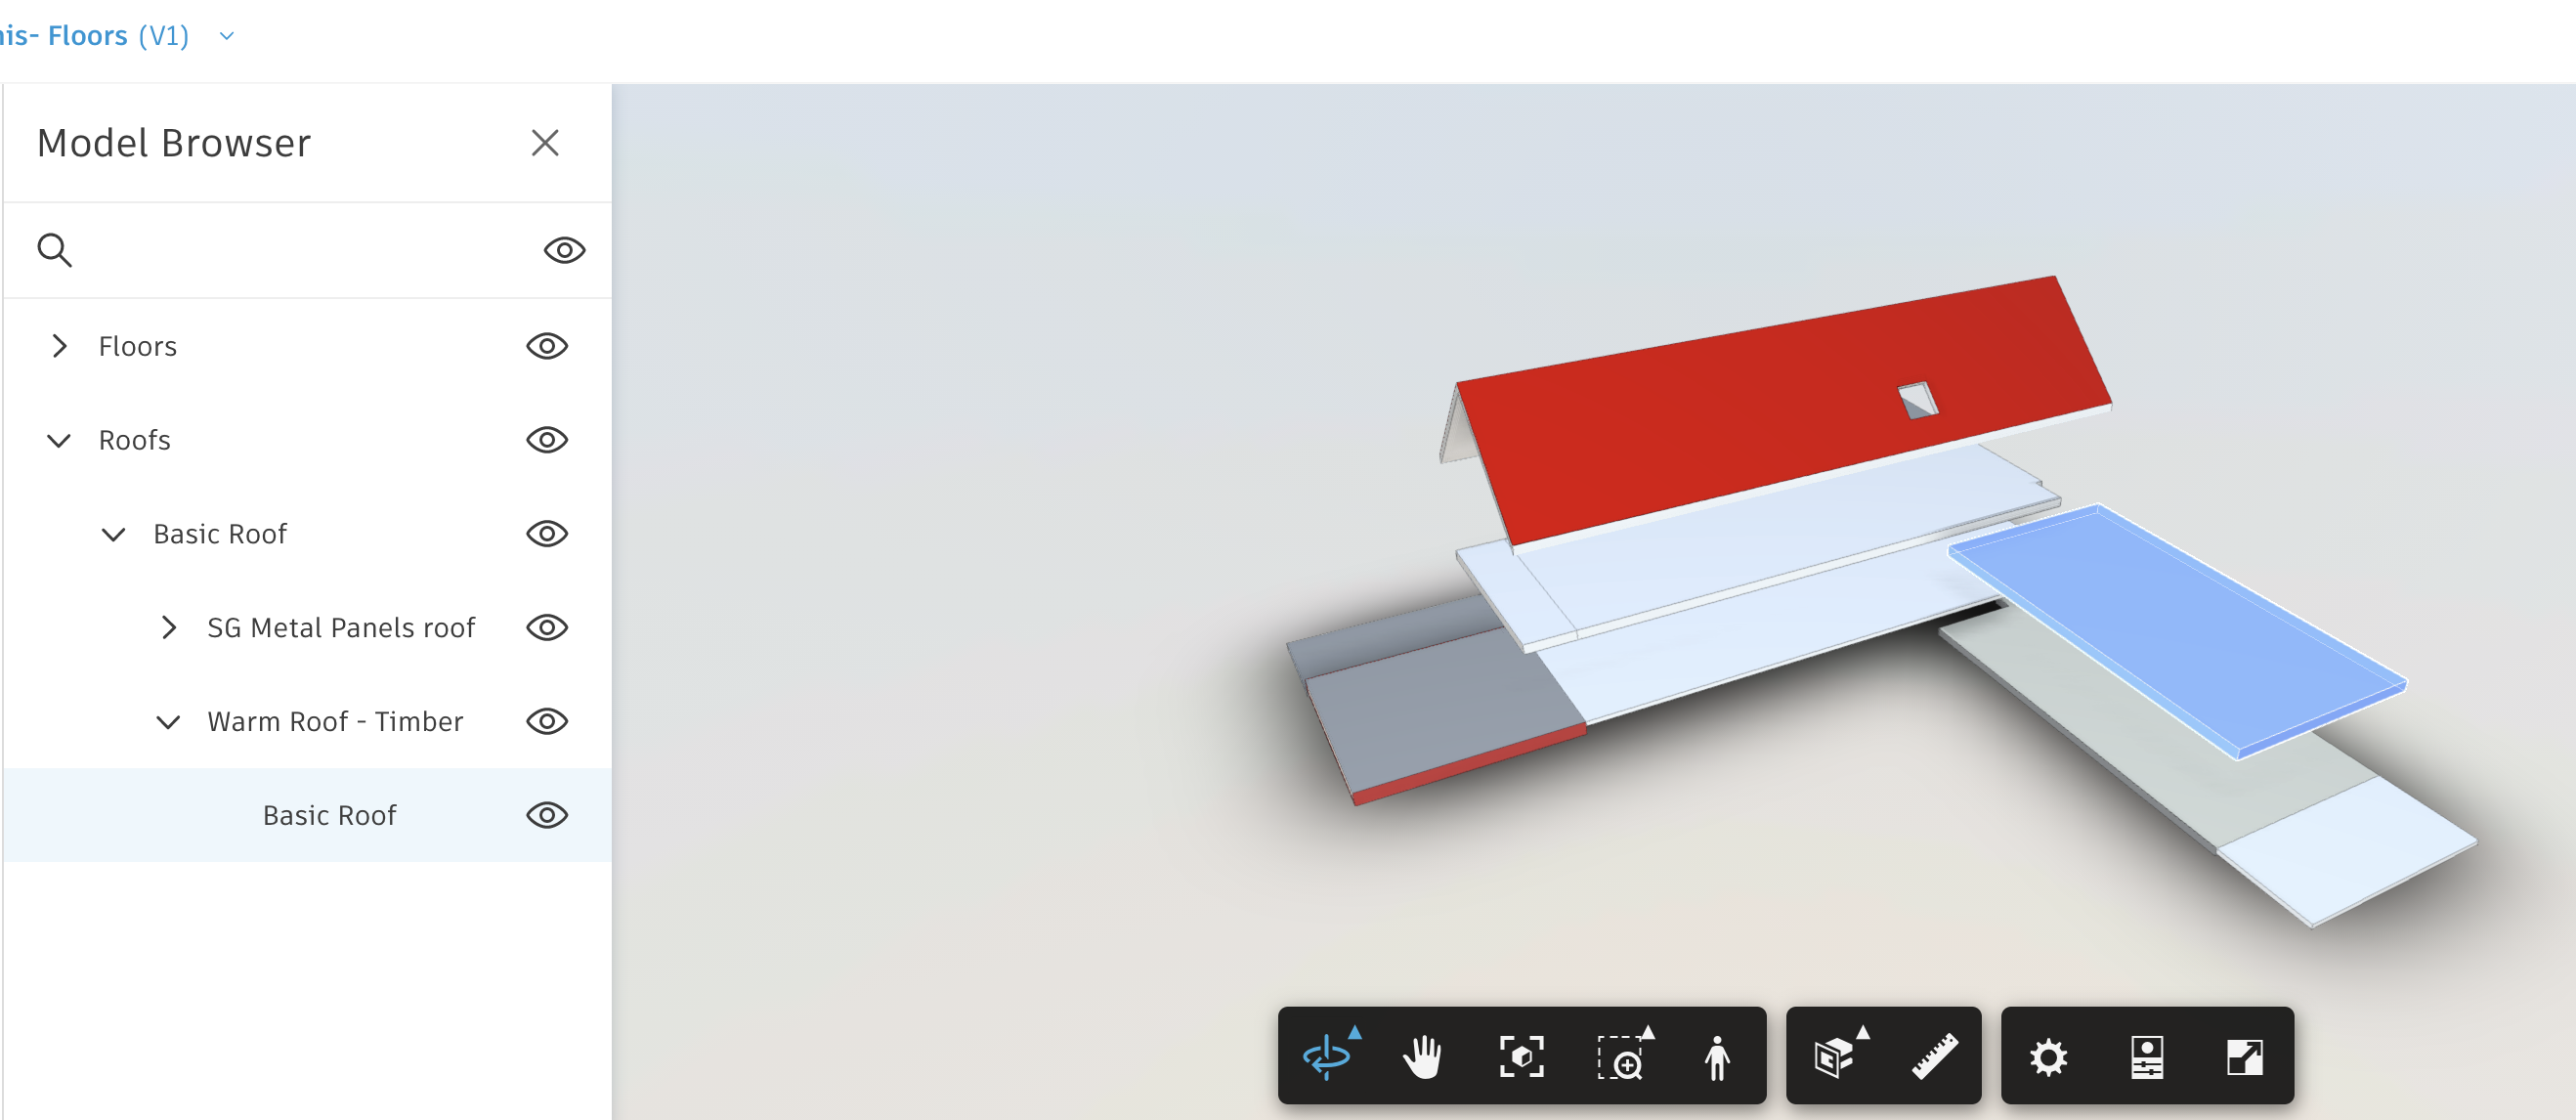 is- Floors (V1)
Model Browser
Floors
Roofs
Basic Roof
SG Metal Panels roof
Warm Roof - Timber
Basic Roof